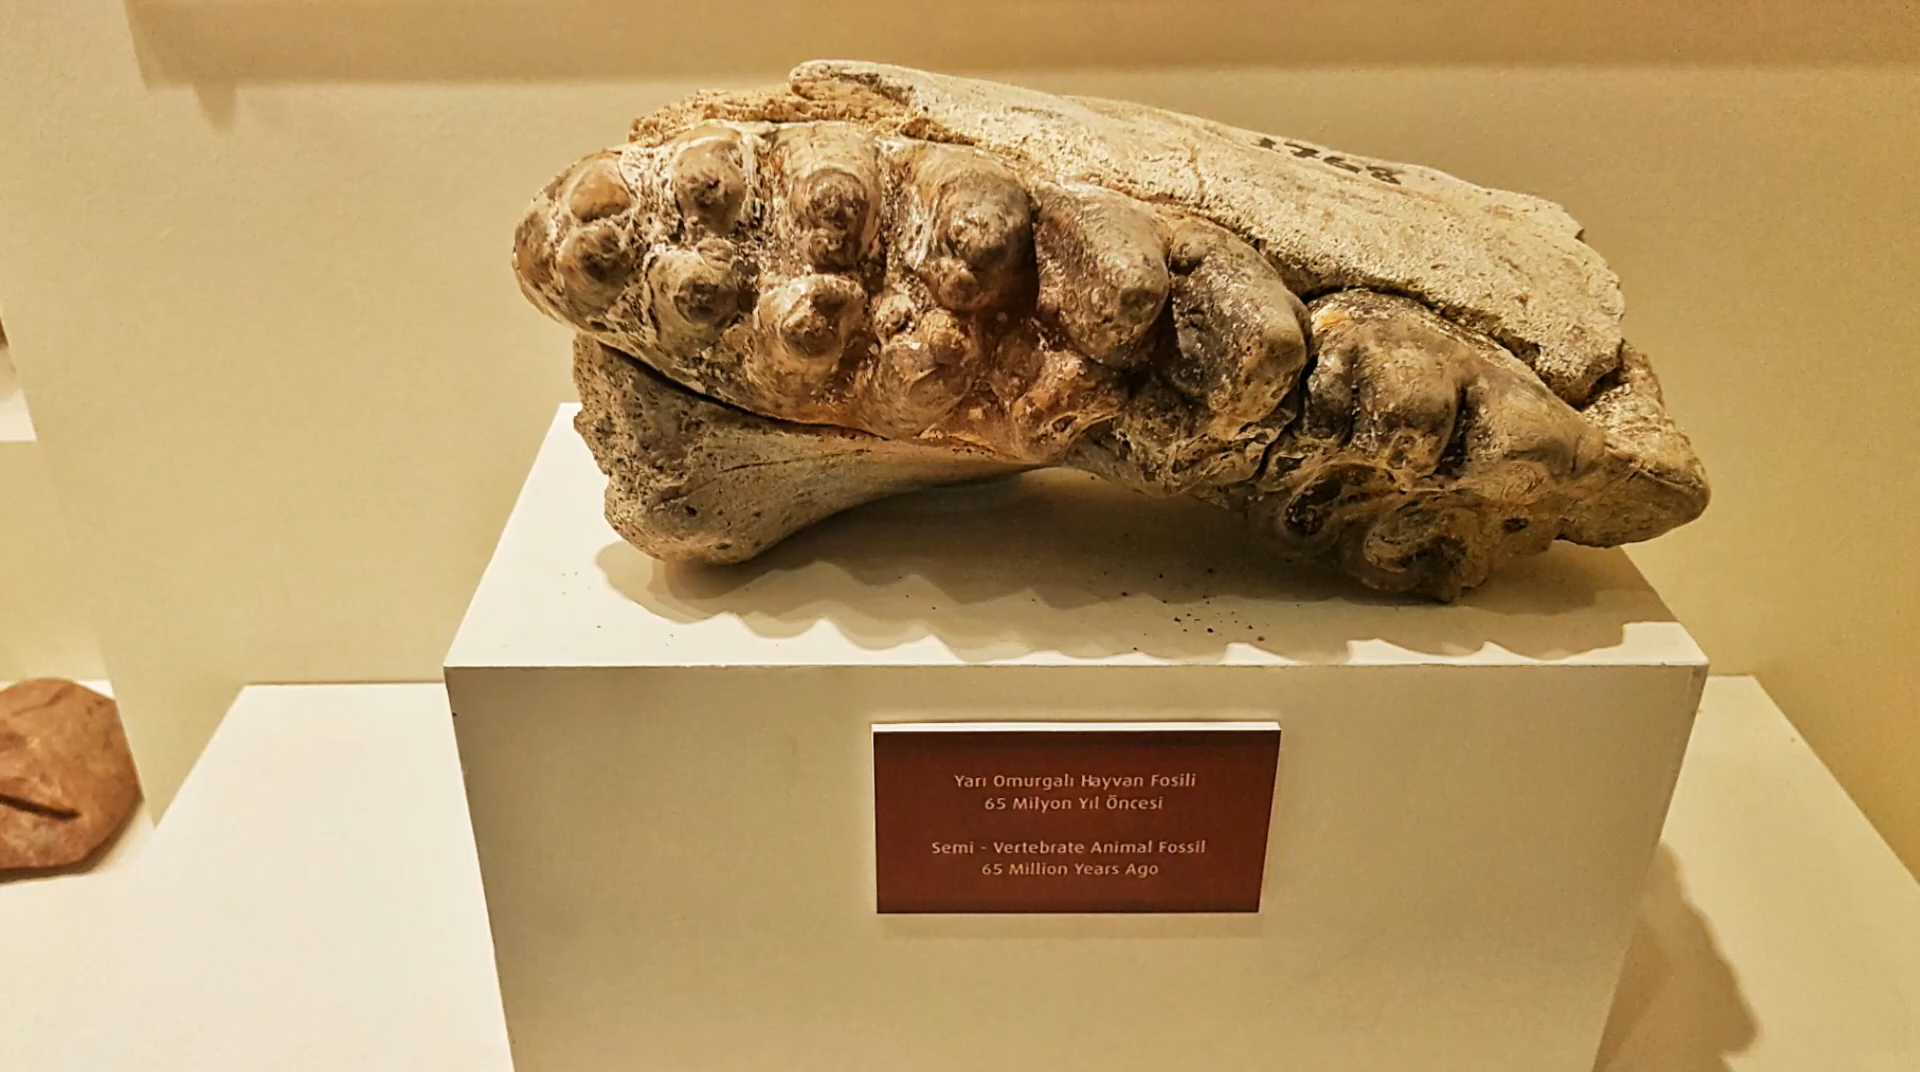 Yarı Omurgalı Hayvan Fosili
65 Milyon Yıl Öncesi
Semi - Vertebrate Animal Fossil
65 Million Years Ago